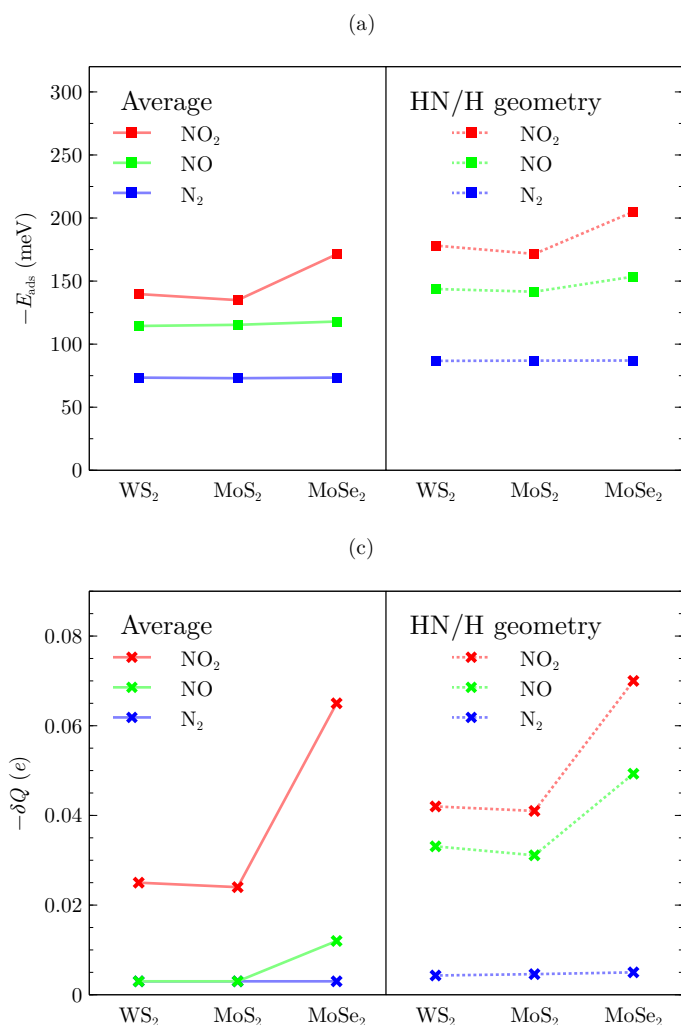 (a)
−E_ads (meV)
300
250
200
150
100
50
0
Average
NO₂
NO
N₂
HN/H geometry
NO₂
NO
N₂
WS₂ MoS₂ MoSe₂ WS₂ MoS₂ MoSe₂
(c)
−δQ (e)
0.08
0.06
0.04
0.02
0
Average
NO₂
NO
N₂
HN/H geometry
NO₂
NO
N₂
WS₂ MoS₂ MoSe₂ WS₂ MoS₂ MoSe₂